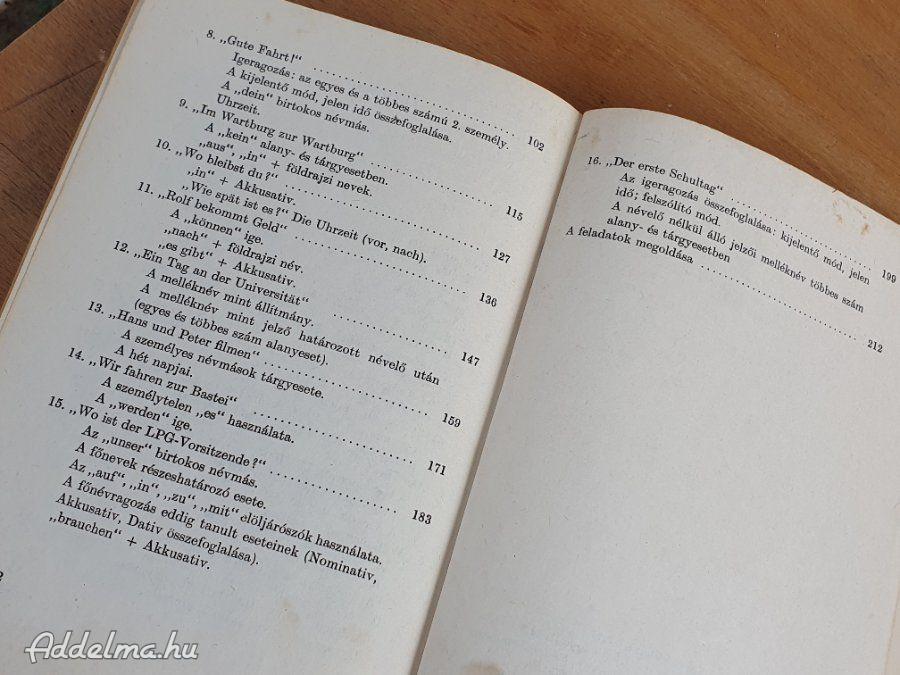 8. „Gute Fahrt!“ . . . . . . . . . . . . . . . . . . . . . . . 102
Igeragozás: az egyes és a többes számú 2. személy.
A kijelentő mód, jelen idő összefoglalása.
A „dein“ birtokos névmás.
Uhrzeit.
9. „Im Wartburg zur Wartburg“ . . . . . . . . . . . . . . 115
A „kein“ alany- és tárgyesetben.
„aus“, „in“ + földrajzi nevek.
10. „Wo bleibst du?“ . . . . . . . . . . . . . . . . . . . . 127
„in“ + Akkusativ.
„Wie spät ist es?“ Die Uhrzeit (vor, nach).
11. „Rolf bekommt Geld“ . . . . . . . . . . . . . . . . . . 136
A „können“ ige.
„nach“ + földrajzi név.
„es gibt“ + Akkusativ.
12. „Ein Tag an der Universität“ . . . . . . . . . . . . . . 147
A melléknév mint állítmány.
A melléknév mint jelző határozott névelő után
(egyes és többes szám alanyeset).
13. „Hans und Peter filmen“ . . . . . . . . . . . . . . . . 159
A személyes névmások tárgyesete.
A hét napjai.
14. „Wir fahren zur Bastei“ . . . . . . . . . . . . . . . . 171
A személytelen „es“ használata.
A „werden“ ige.
15. „Wo ist der LPG-Vorsitzende?“ . . . . . . . . . . . . . 183
Az „unser“ birtokos névmás.
A főnevek részeshatározó esete.
Az „auf“, „in“, „zu“, „mit“ elöljárószók használata.
A főnévragozás eddig tanult eseteinek (Nominativ,
Akkusativ, Dativ összefoglalása).
„brauchen“ + Akkusativ.
16. „Der erste Schultag“ . . . . . . . . . . . . . . . . . . 199
Az igeragozás összefoglalása: kijelentő mód, jelen
idő; felszólító mód.
A névelő nélkül álló jelzői melléknév többes szám
alany- és tárgyesetben
A feladatok megoldása . . . . . . . . . . . . . . . . . . . 212
Addelma.hu